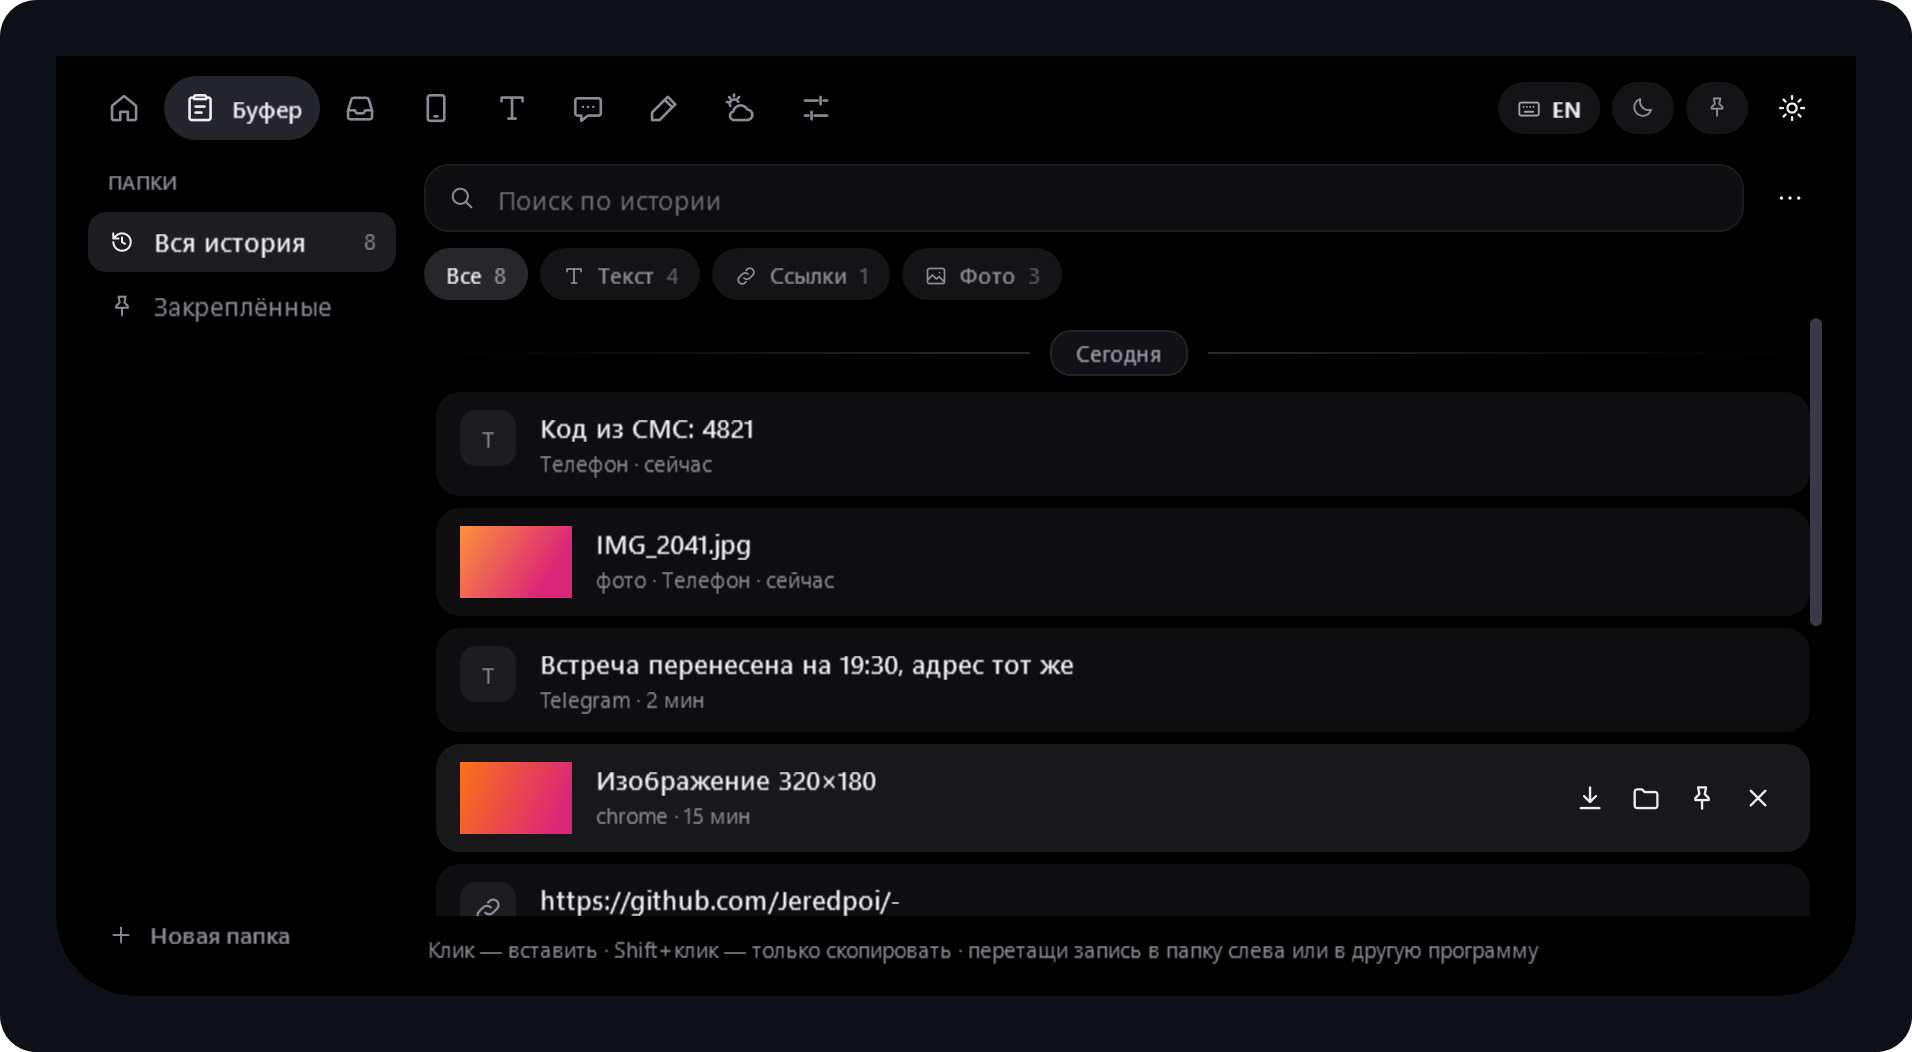 Буфер
EN
ПАПКИ
Вся история 8
Закреплённые
Новая папка
Поиск по истории
Все 8
Текст 4
Ссылки 1
Фото 3
Сегодня
T
Код из СМС: 4821
Телефон · сейчас
IMG_2041.jpg
фото · Телефон · сейчас
T
Встреча перенесена на 19:30, адрес тот же
Telegram · 2 мин
Изображение 320×180
chrome · 15 мин
https://github.com/Jeredpoi/-
Клик — вставить · Shift+клик — только скопировать · перетащи запись в папку слева или в другую программу